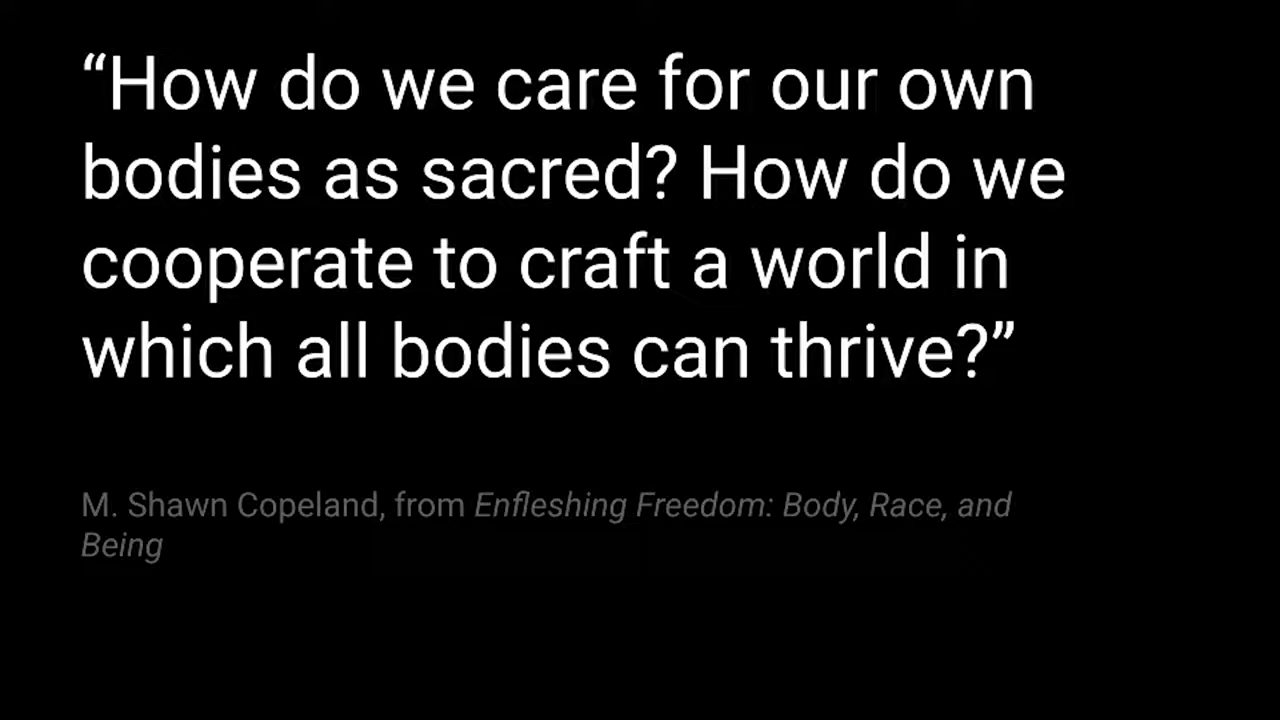 “How do we care for our own
bodies as sacred? How do we
cooperate to craft a world in
which all bodies can thrive?”
M. Shawn Copeland, from Enfleshing Freedom: Body, Race, and
Being